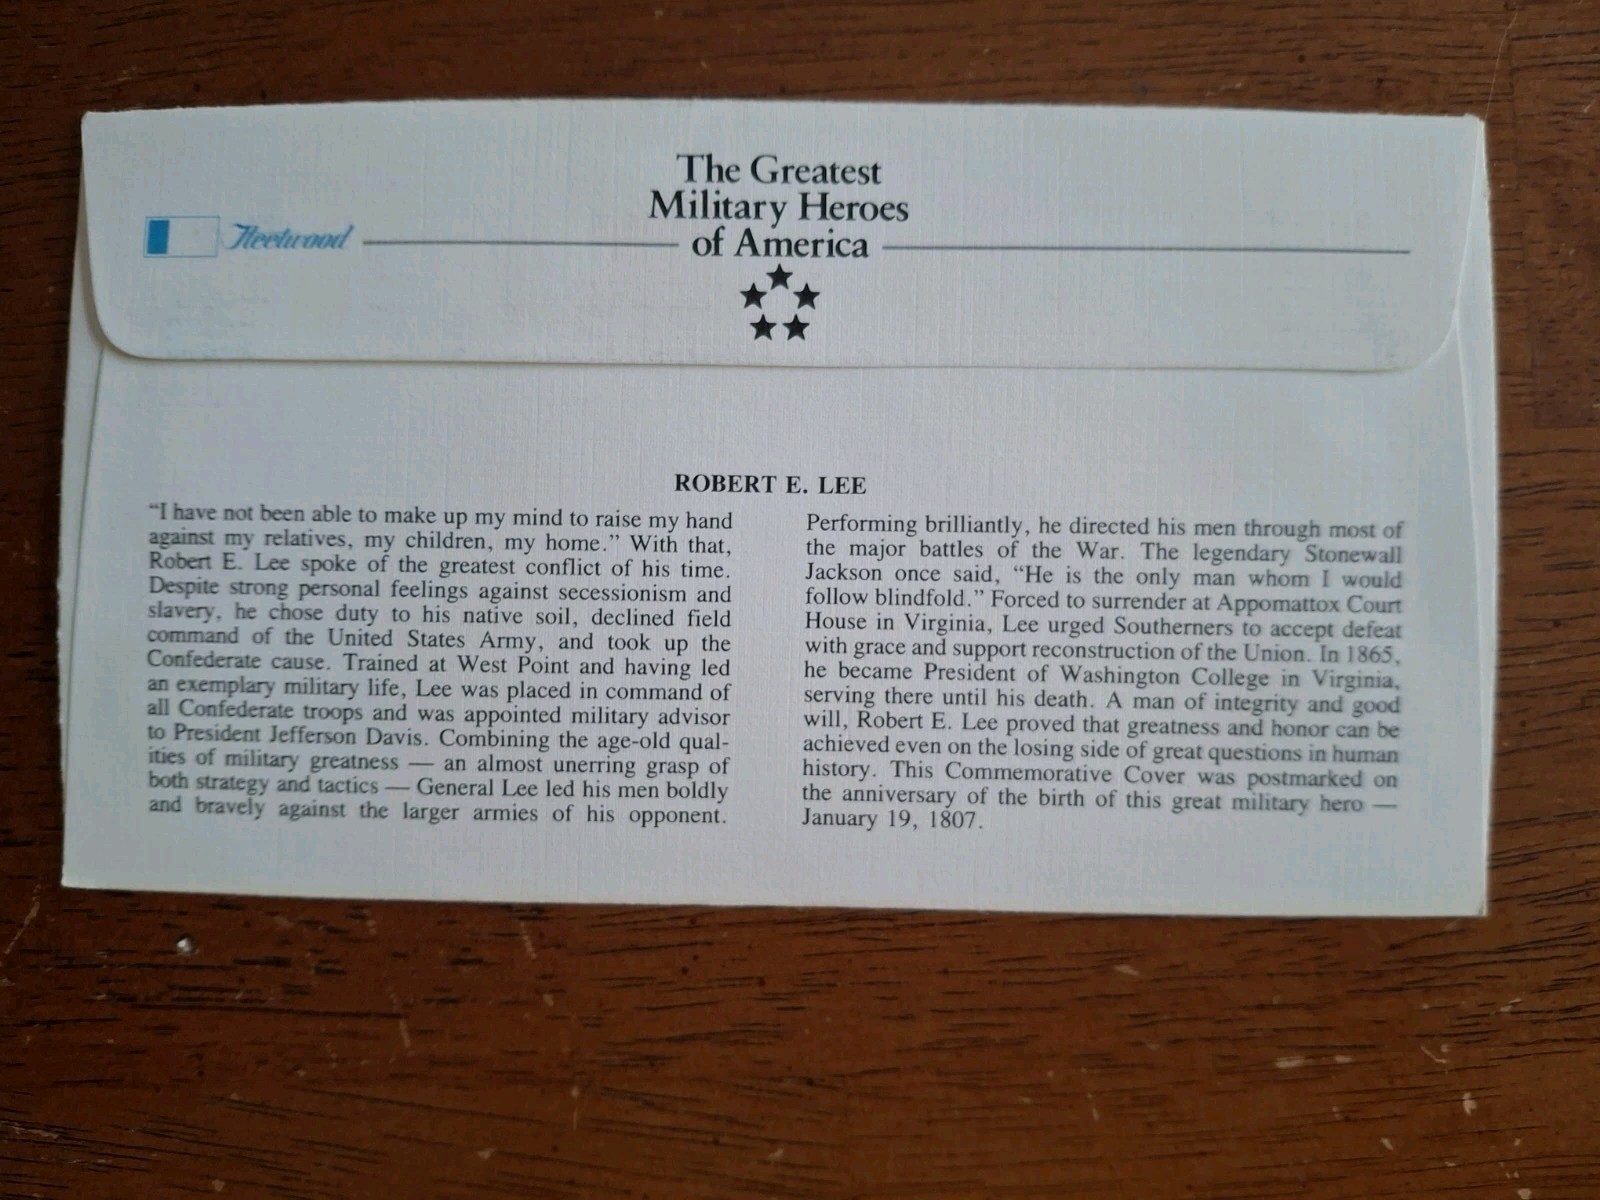 The Greatest
Military Heroes
of America
Fleetwood
ROBERT E. LEE
“I have not been able to make up my mind to raise my hand
against my relatives, my children, my home.” With that,
Robert E. Lee spoke of the greatest conflict of his time.
Despite strong personal feelings against secessionism and
slavery, he chose duty to his native soil, declined field
command of the United States Army, and took up the
Confederate cause. Trained at West Point and having led
an exemplary military life, Lee was placed in command of
all Confederate troops and was appointed military advisor
to President Jefferson Davis. Combining the age-old qual-
ities of military greatness — an almost unerring grasp of
both strategy and tactics — General Lee led his men boldly
and bravely against the larger armies of his opponent.
Performing brilliantly, he directed his men through most of
the major battles of the War. The legendary Stonewall
Jackson once said, “He is the only man whom I would
follow blindfold.” Forced to surrender at Appomattox Court
House in Virginia, Lee urged Southerners to accept defeat
with grace and support reconstruction of the Union. In 1865,
he became President of Washington College in Virginia,
serving there until his death. A man of integrity and good
will, Robert E. Lee proved that greatness and honor can be
achieved even on the losing side of great questions in human
history. This Commemorative Cover was postmarked on
the anniversary of the birth of this great military hero —
January 19, 1807.